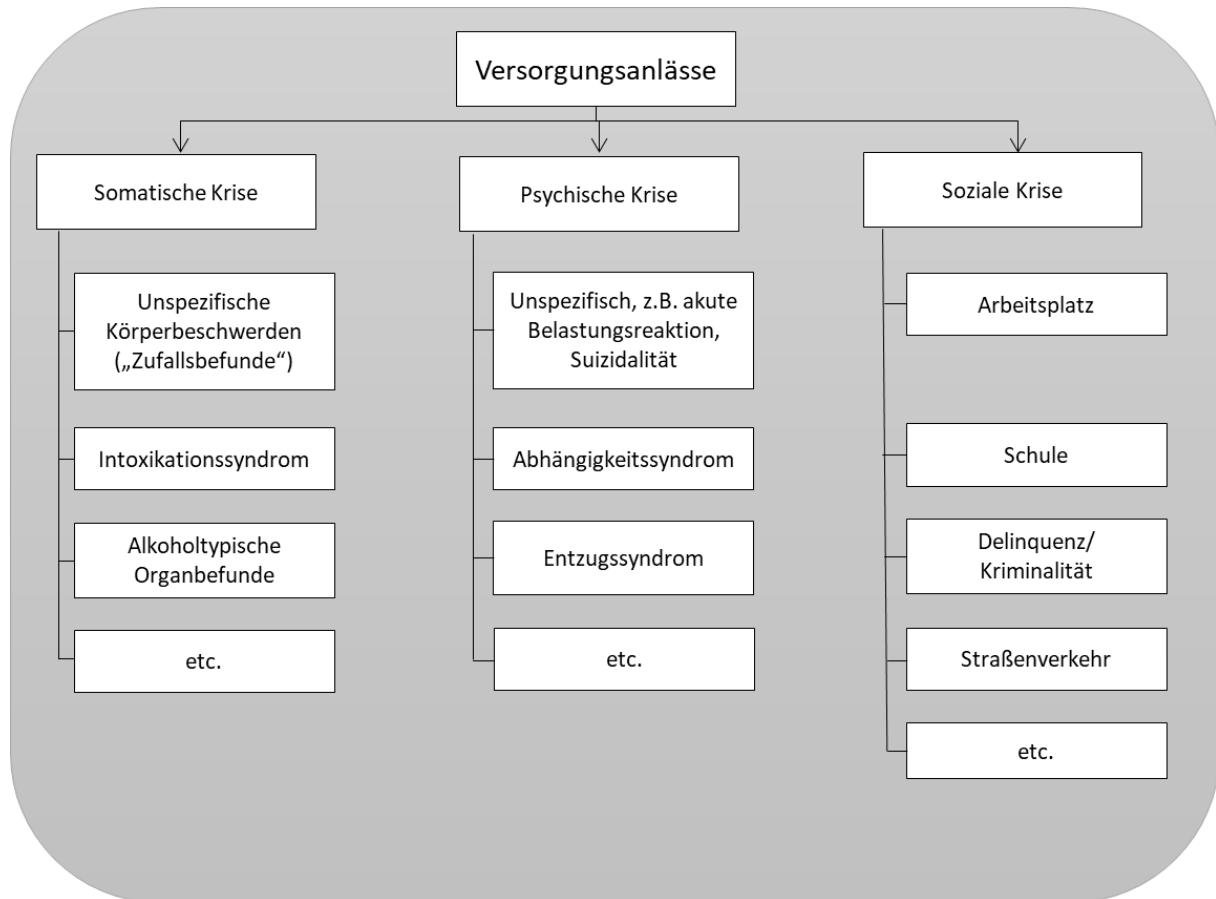 Versorgungsanlässe
Somatische Krise
Unspezifische
Körperbeschwerden
(„Zufallsbefunde“)
Intoxikationssyndrom
Alkoholtypische
Organbefunde
etc.
Psychische Krise
Unspezifisch, z.B. akute
Belastungsreaktion,
Suizidalität
Abhängigkeitssyndrom
Entzugssyndrom
etc.
Soziale Krise
Arbeitsplatz
Schule
Delinquenz/
Kriminalität
Straßenverkehr
etc.